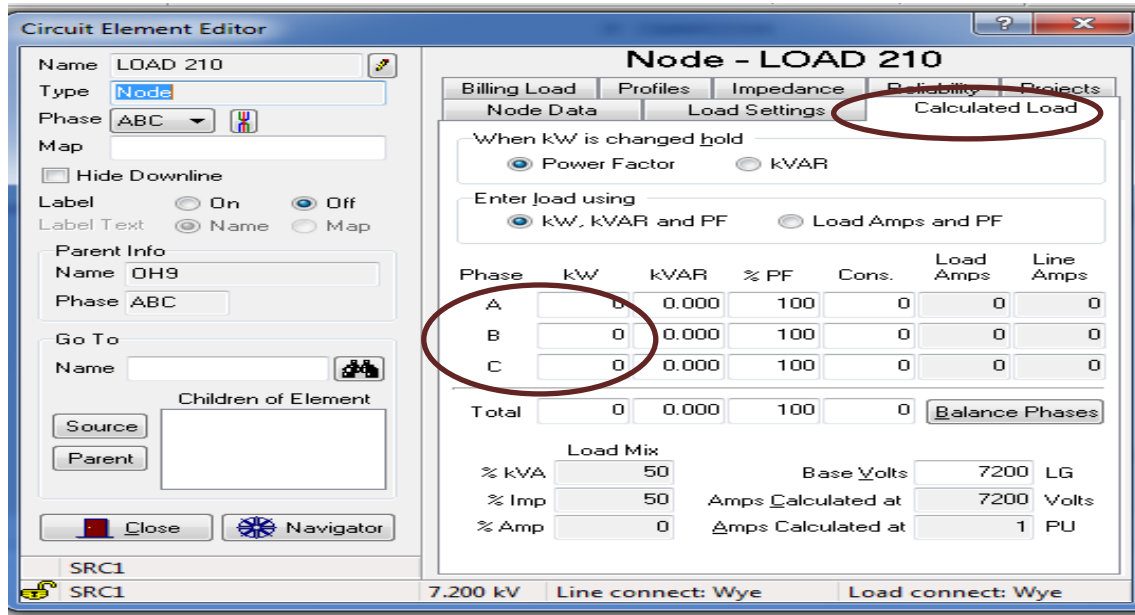 Circuit Element Editor
Name LOAD 210
Type Node
Phase ABC
Map
Hide Downline
Label On Off
Label Text Name Map
Parent Info
Name OH9
Phase ABC
Go To
Name
Children of Element
Source
Parent
Close Navigator
SRC1
SRC1
Node - LOAD 210
Billing Load Profiles Impedance Reliability Projects
Node Data Load Settings Calculated Load
When kW is changed hold
Power Factor kVAR
Enter load using
kW, kVAR and PF Load Amps and PF
Phase kW kVAR % PF Cons. Load Amps Line Amps
A 0 0.000 100 0 0 0
B 0 0.000 100 0 0 0
C 0 0.000 100 0 0 0
Total 0 0.000 100 0 Balance Phases
Load Mix
% kVA 50 Base Volts 7200 LG
% Imp 50 Amps Calculated at 7200 Volts
% Amp 0 Amps Calculated at 1 PU
7.200 kV Line connect: Wye Load connect: Wye